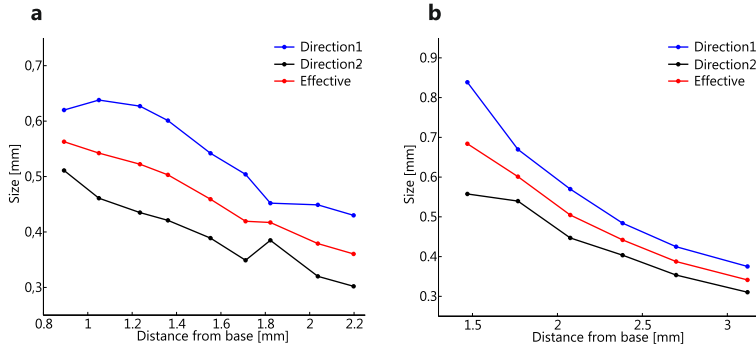 a
Size [mm]
0,7
0,6
0,5
0,4
0,3
0.8 1 1.2 1.4 1.6 1.8 2 2.2
Distance from base [mm]
Direction1
Direction2
Effective
b
Size [mm]
0.9
0.8
0.7
0.6
0.5
0.4
0.3
1.5 2 2.5 3
Distance from base [mm]
Direction1
Direction2
Effective